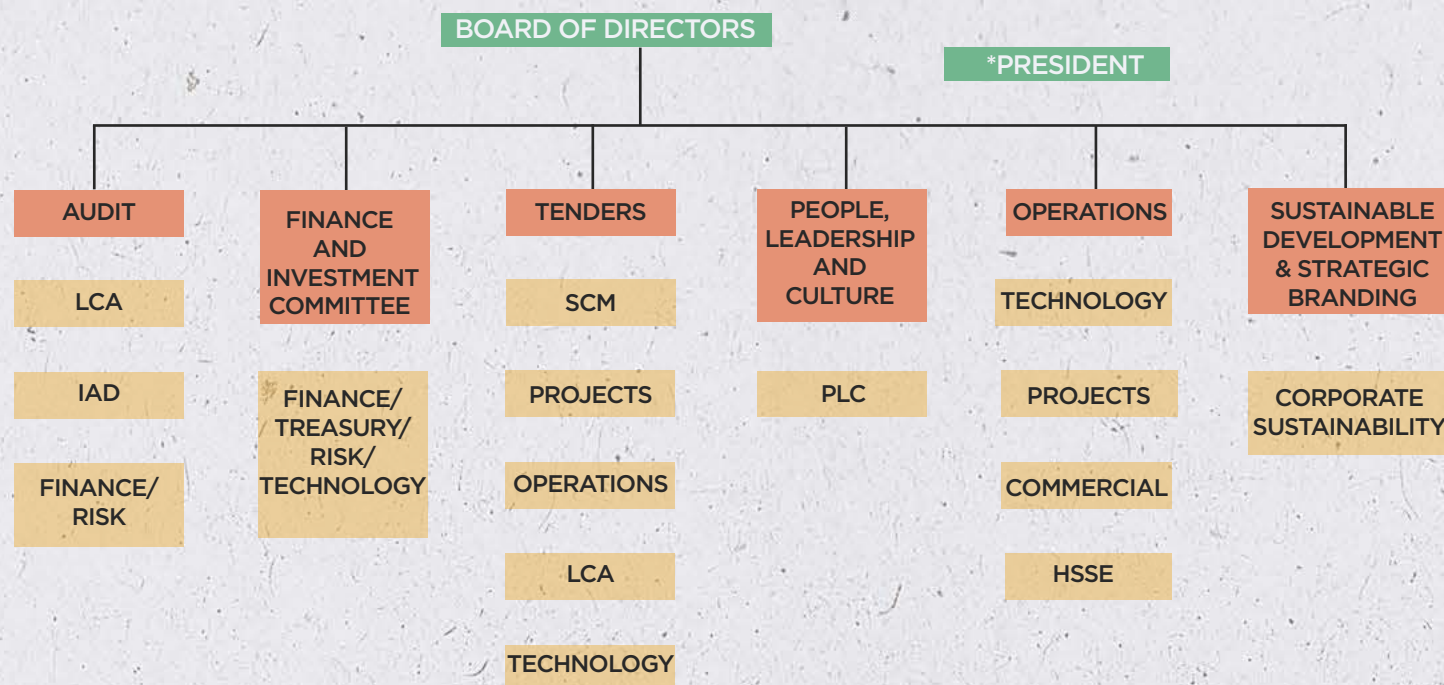 BOARD OF DIRECTORS
*PRESIDENT
AUDIT
LCA
IAD
FINANCE/
RISK
FINANCE
AND
INVESTMENT
COMMITTEE
FINANCE/
TREASURY/
RISK/
TECHNOLOGY
TENDERS
SCM
PROJECTS
OPERATIONS
LCA
TECHNOLOGY
PEOPLE,
LEADERSHIP
AND
CULTURE
PLC
OPERATIONS
TECHNOLOGY
PROJECTS
COMMERCIAL
HSSE
SUSTAINABLE
DEVELOPMENT
& STRATEGIC
BRANDING
CORPORATE
SUSTAINABILITY